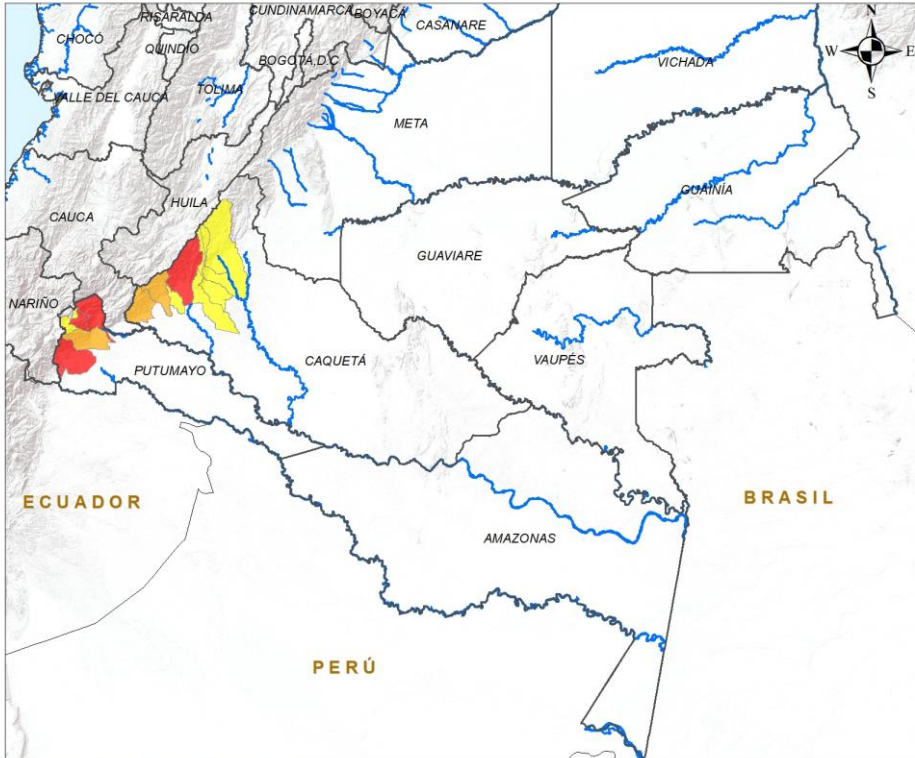 CUNDINAMARCA
BOYACÁ
RISARALDA
CASANARE
N
CHOCÓ
QUINDIO
BOGOTÁ D.C
W
E
VICHADA
VALLE DEL CAUCA
TOLIMA
S
META
GUAINÍA
HUILA
CAUCA
GUAVIARE
NARIÑO
CAQUETÁ
VAUPÉS
PUTUMAYO
ECUADOR
BRASIL
AMAZONAS
PERÚ